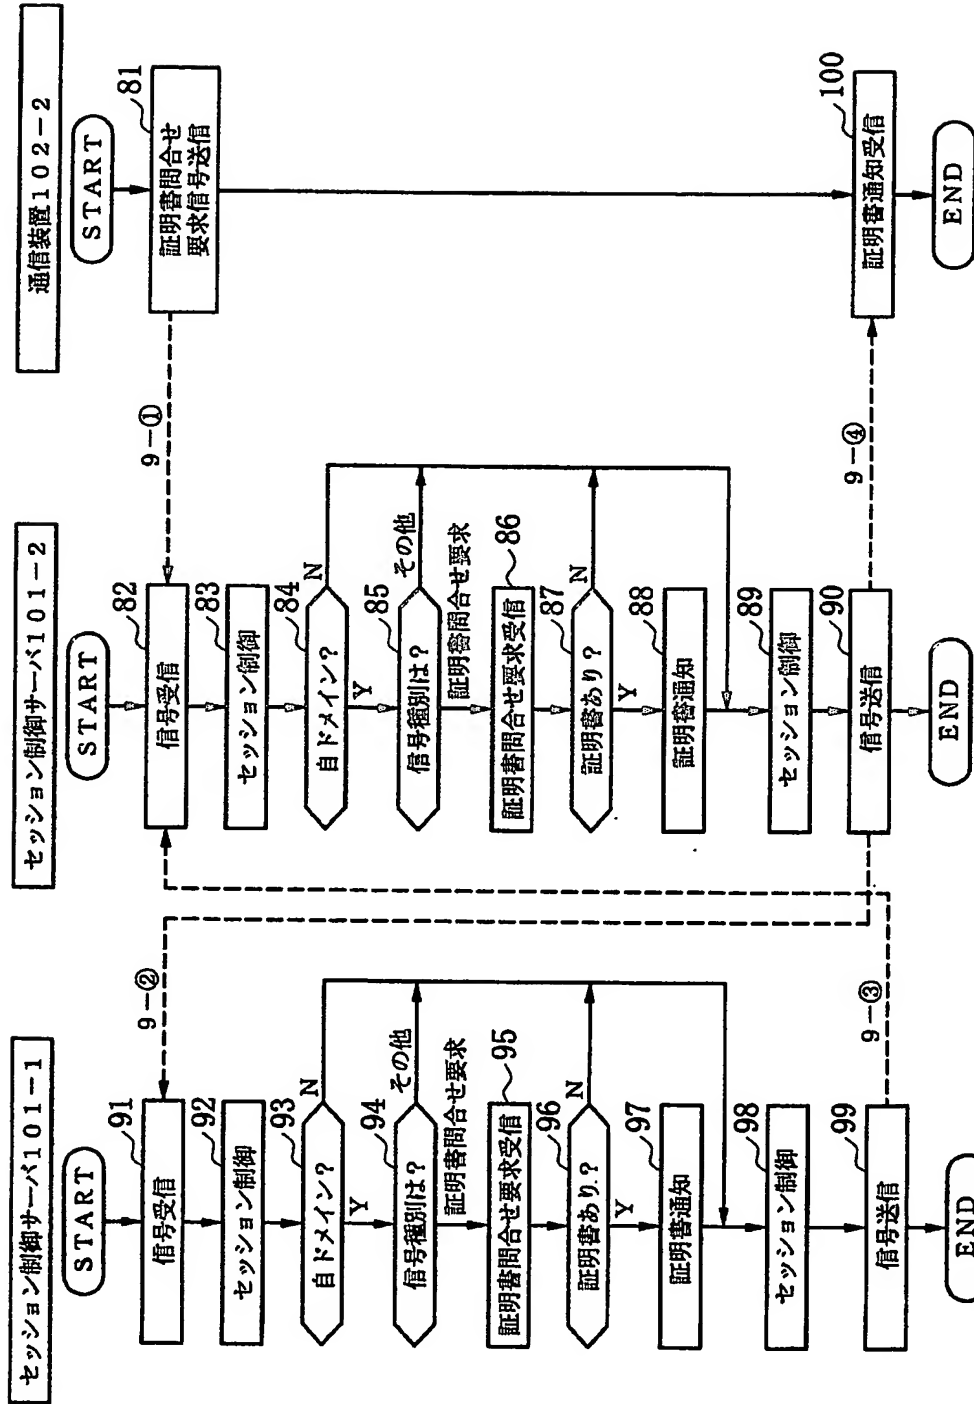 セッション制御サーバ101-1
START
91
信号受信
92
セッション制御
93
自ドメイン?
N
Y
94
信号種別は?
その他
証明書問合せ要求
95
証明書問合せ要求受信
96
証明書あり?
N
Y
97
証明書通知
98
セッション制御
99
信号送信
END
9-②
9-③
セッション制御サーバ101-2
START
82
信号受信
83
セッション制御
84
自ドメイン?
N
Y
85
信号種別は?
その他
証明書問合せ要求
86
証明書問合せ要求受信
87
証明書あり?
N
Y
88
証明書通知
89
セッション制御
90
信号送信
END
9-①
9-④
通信装置102-2
START
81
証明書問合せ
要求信号送信
100
証明書通知受信
END